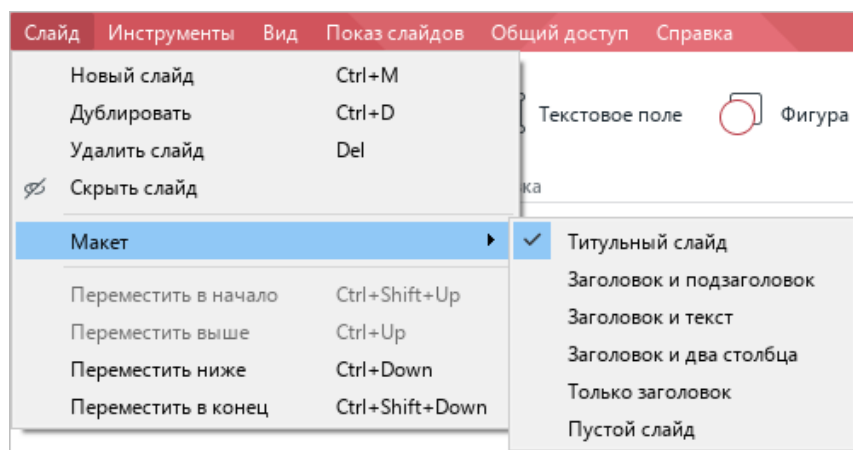 Слайд Инструменты Вид Показ слайдов Общий доступ Справка
Новый слайд Ctrl+M
Дублировать Ctrl+D
Текстовое поле Фигура
Удалить слайд Del
Скрыть слайд
Макет
Титульный слайд
Заголовок и подзаголовок
Заголовок и текст
Заголовок и два столбца
Только заголовок
Пустой слайд
Переместить в начало Ctrl+Shift+Up
Переместить выше Ctrl+Up
Переместить ниже Ctrl+Down
Переместить в конец Ctrl+Shift+Down